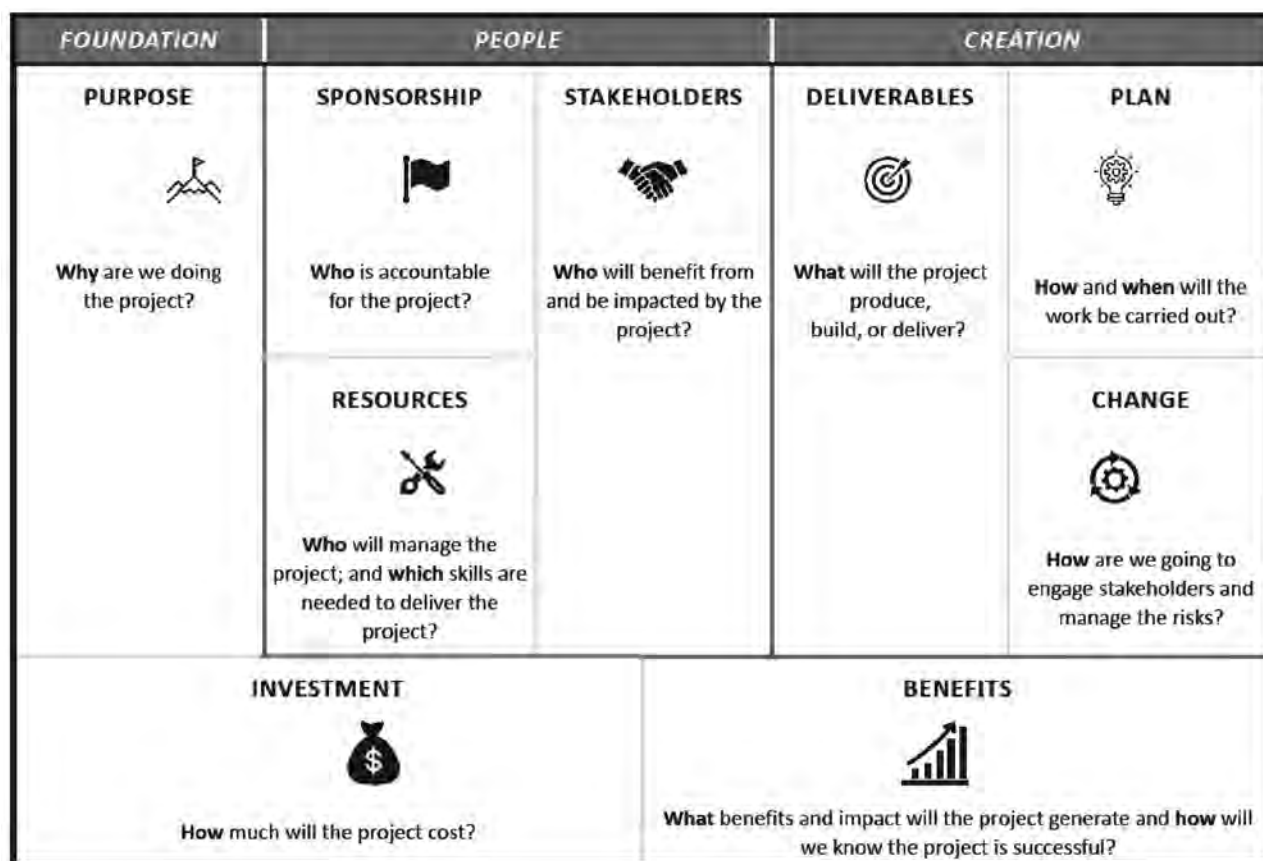 FOUNDATION
PEOPLE
CREATION
PURPOSE
Why are we doing
the project?
SPONSORSHIP
Who is accountable
for the project?
RESOURCES
Who will manage the
project; and which skills are
needed to deliver the
project?
STAKEHOLDERS
Who will benefit from
and be impacted by the
project?
DELIVERABLES
What will the project
produce,
build, or deliver?
PLAN
How and when will the
work be carried out?
CHANGE
How are we going to
engage stakeholders and
manage the risks?
INVESTMENT
$
How much will the project cost?
BENEFITS
What benefits and impact will the project generate and how will
we know the project is successful?